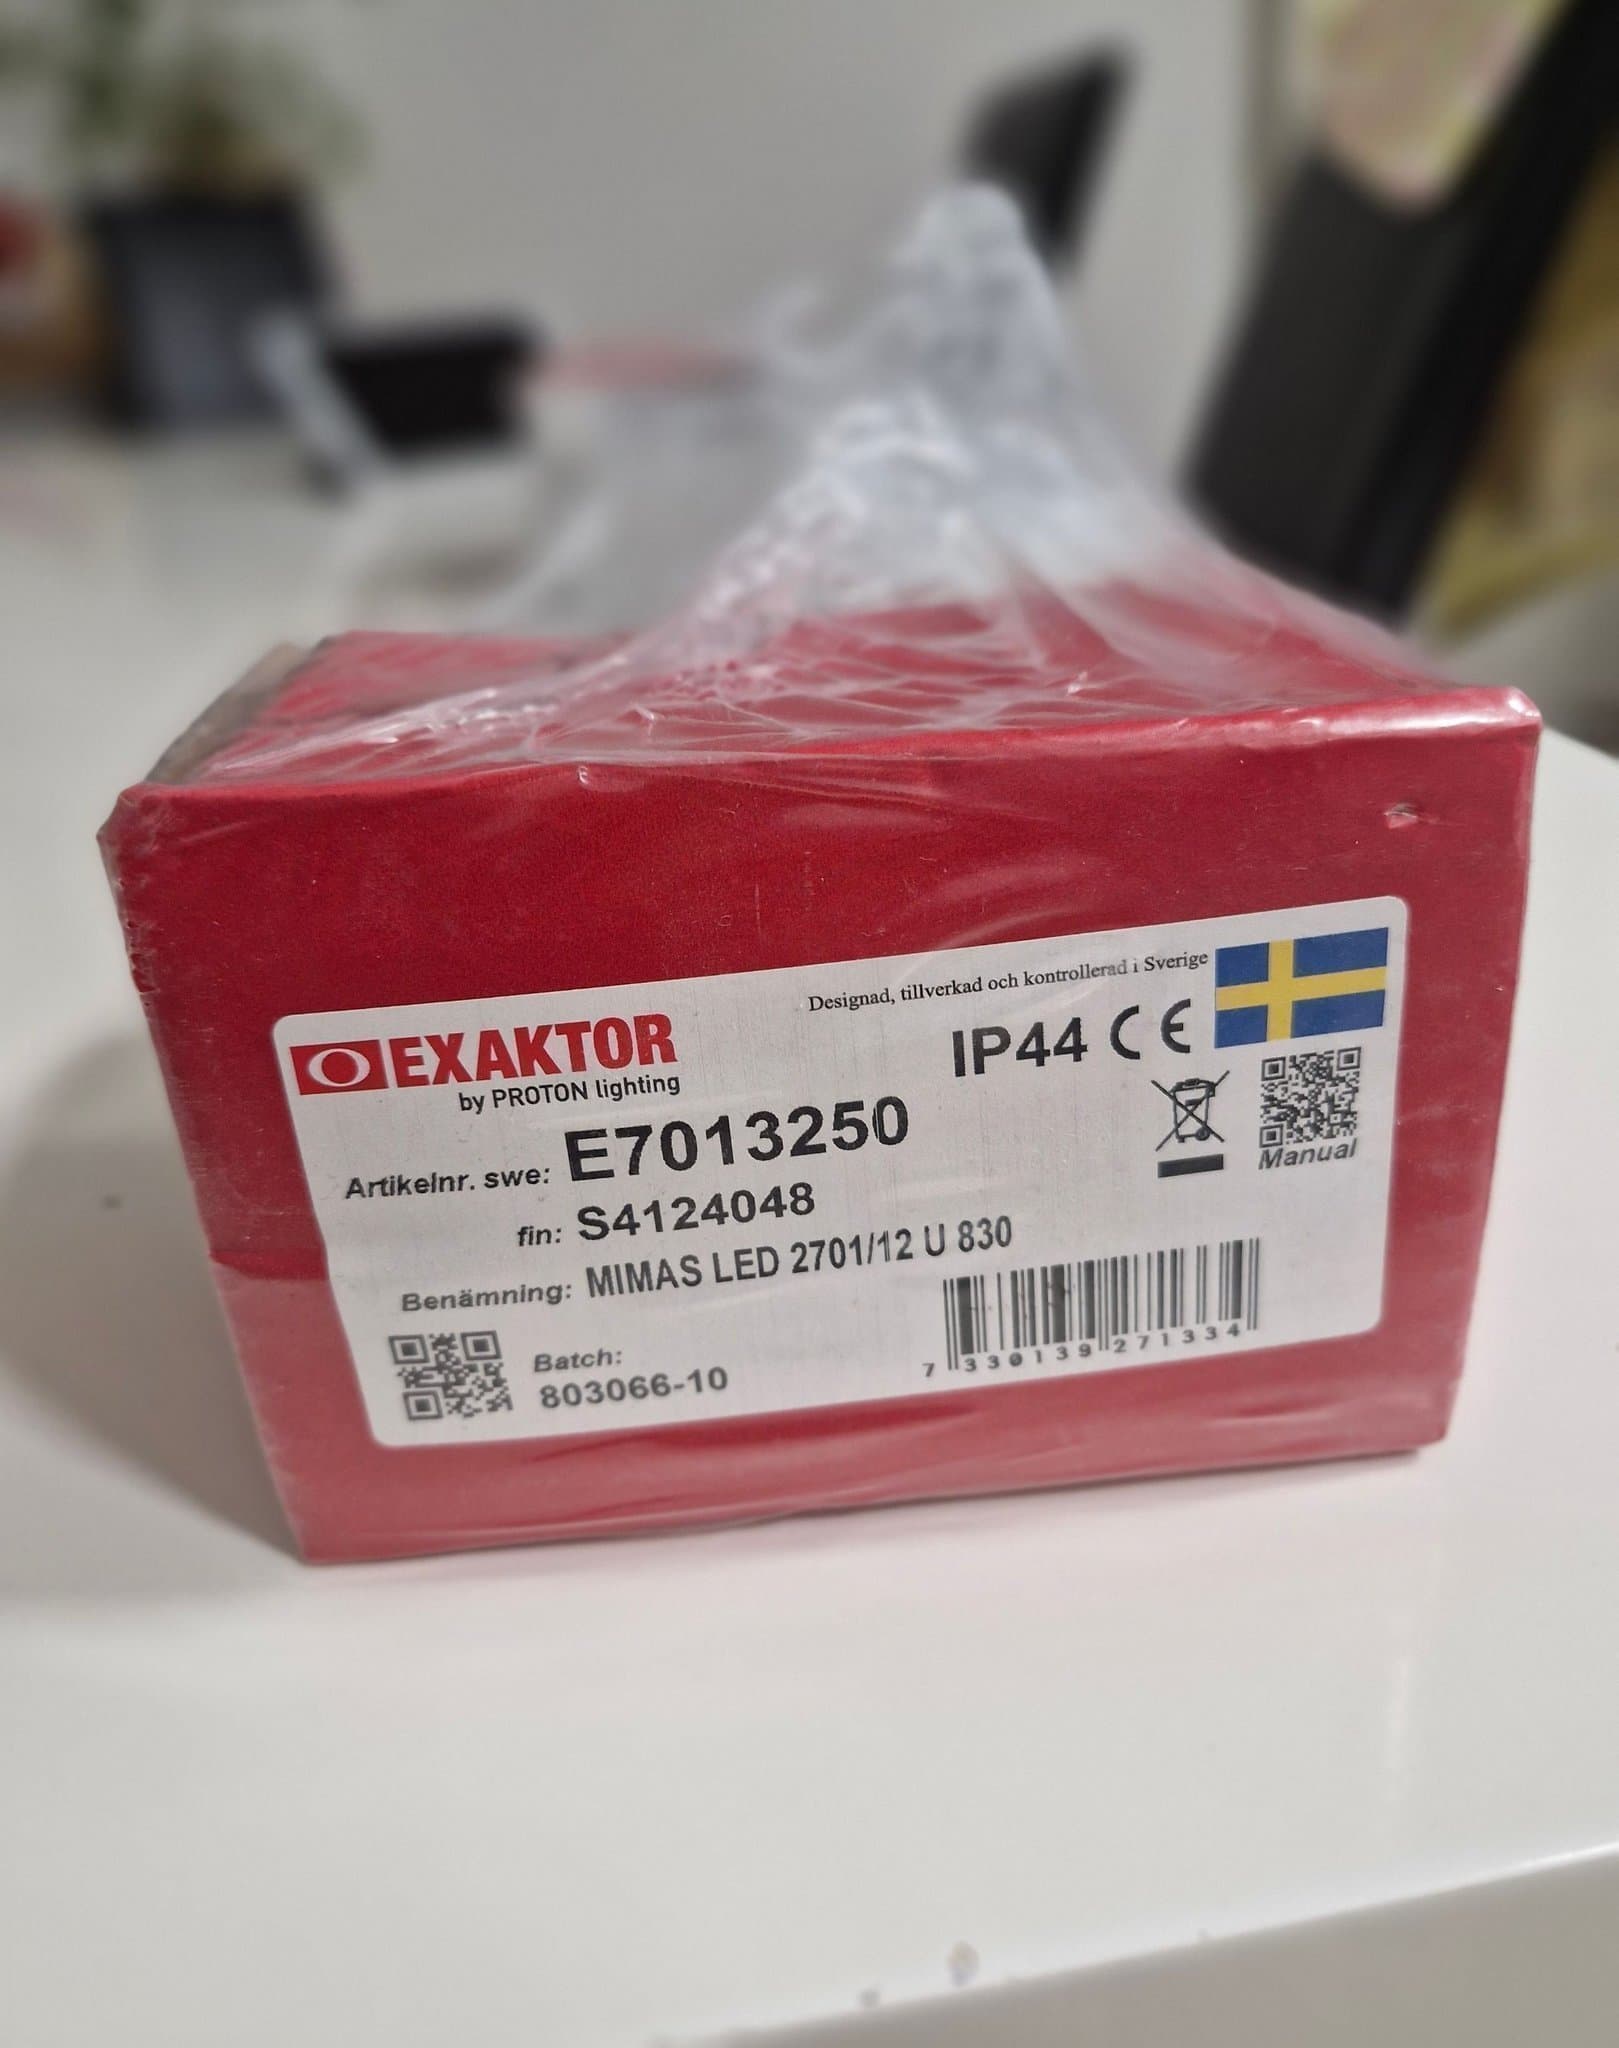 Designad, tillverkad och kontrollerad i Sverige
EXAKTOR
by PROTON lighting
IP44 CE
Artikelnr. swe: E7013250
fin: S4124048
Manual
Benämning: MIMAS LED 2701/12 U 830
Batch:
803066-10
7 330139 271334